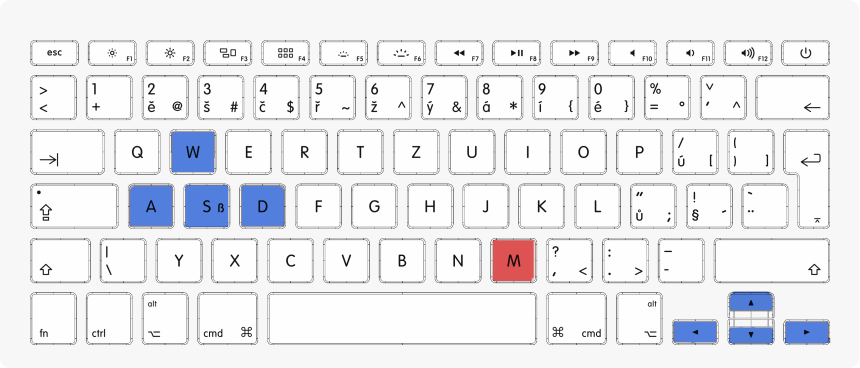 esc F1 F2 F3 F4 F5 F6 F7 F8 F9 F10 F11 F12
> 1 2 3 4 5 6 7 8 9 0 % ˅
< + ě @ š # č $ ř ~ ž ^ ý & á * í { é } = ° ʻ ^
Q W E R T Z U I O P / ú [ ( ) ]
A S ß D F G H J K L “ ů ; ! § ´ ` ¨
| \ Y X C V B N M ? , < : . > – -
alt alt
fn ctrl cmd ⌘ ⌘ cmd